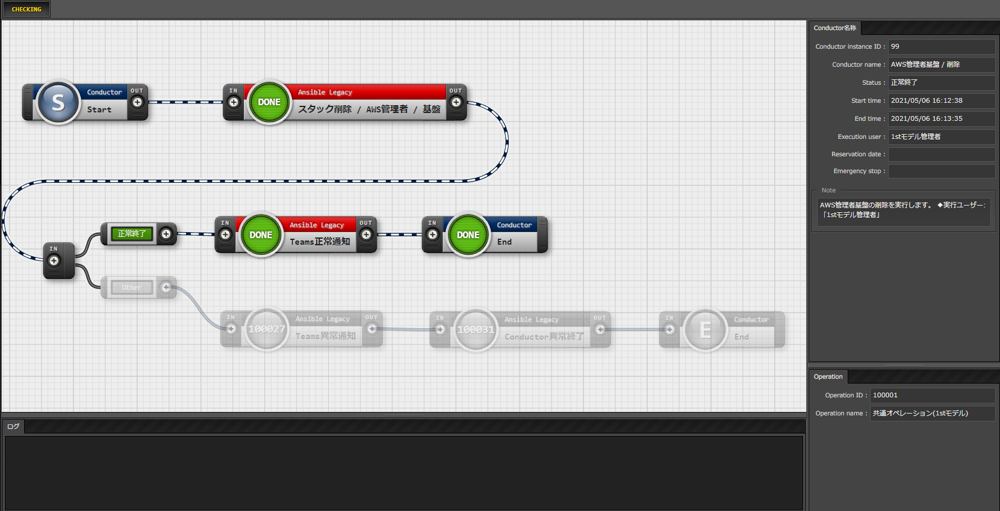 CHECKING
Conductor
Start
OUT
IN
DONE
Ansible Legacy
スタック削除 / AWS管理者 / 基盤
OUT
IN
正常終了
Other
IN
DONE
Ansible Legacy
Teams正常通知
OUT
IN
DONE
Conductor
End
IN
100027
Ansible Legacy
Teams異常通知
OUT
IN
100031
Ansible Legacy
Conductor異常終了
OUT
IN
E
Conductor
End
S
ログ
Conductor名称
Conductor instance ID : 99
Conductor name : AWS管理者基盤 / 削除
Status : 正常終了
Start time : 2021/05/06 16:12:38
End time : 2021/05/06 16:13:35
Execution user : 1stモデル管理者
Reservation date :
Emergency stop :
Note
AWS管理者基盤の削除を実行します。 ◆実行ユーザー:
「1stモデル管理者」
Operation
Operation ID : 100001
Operation name : 共通オペレーション(1stモデル)